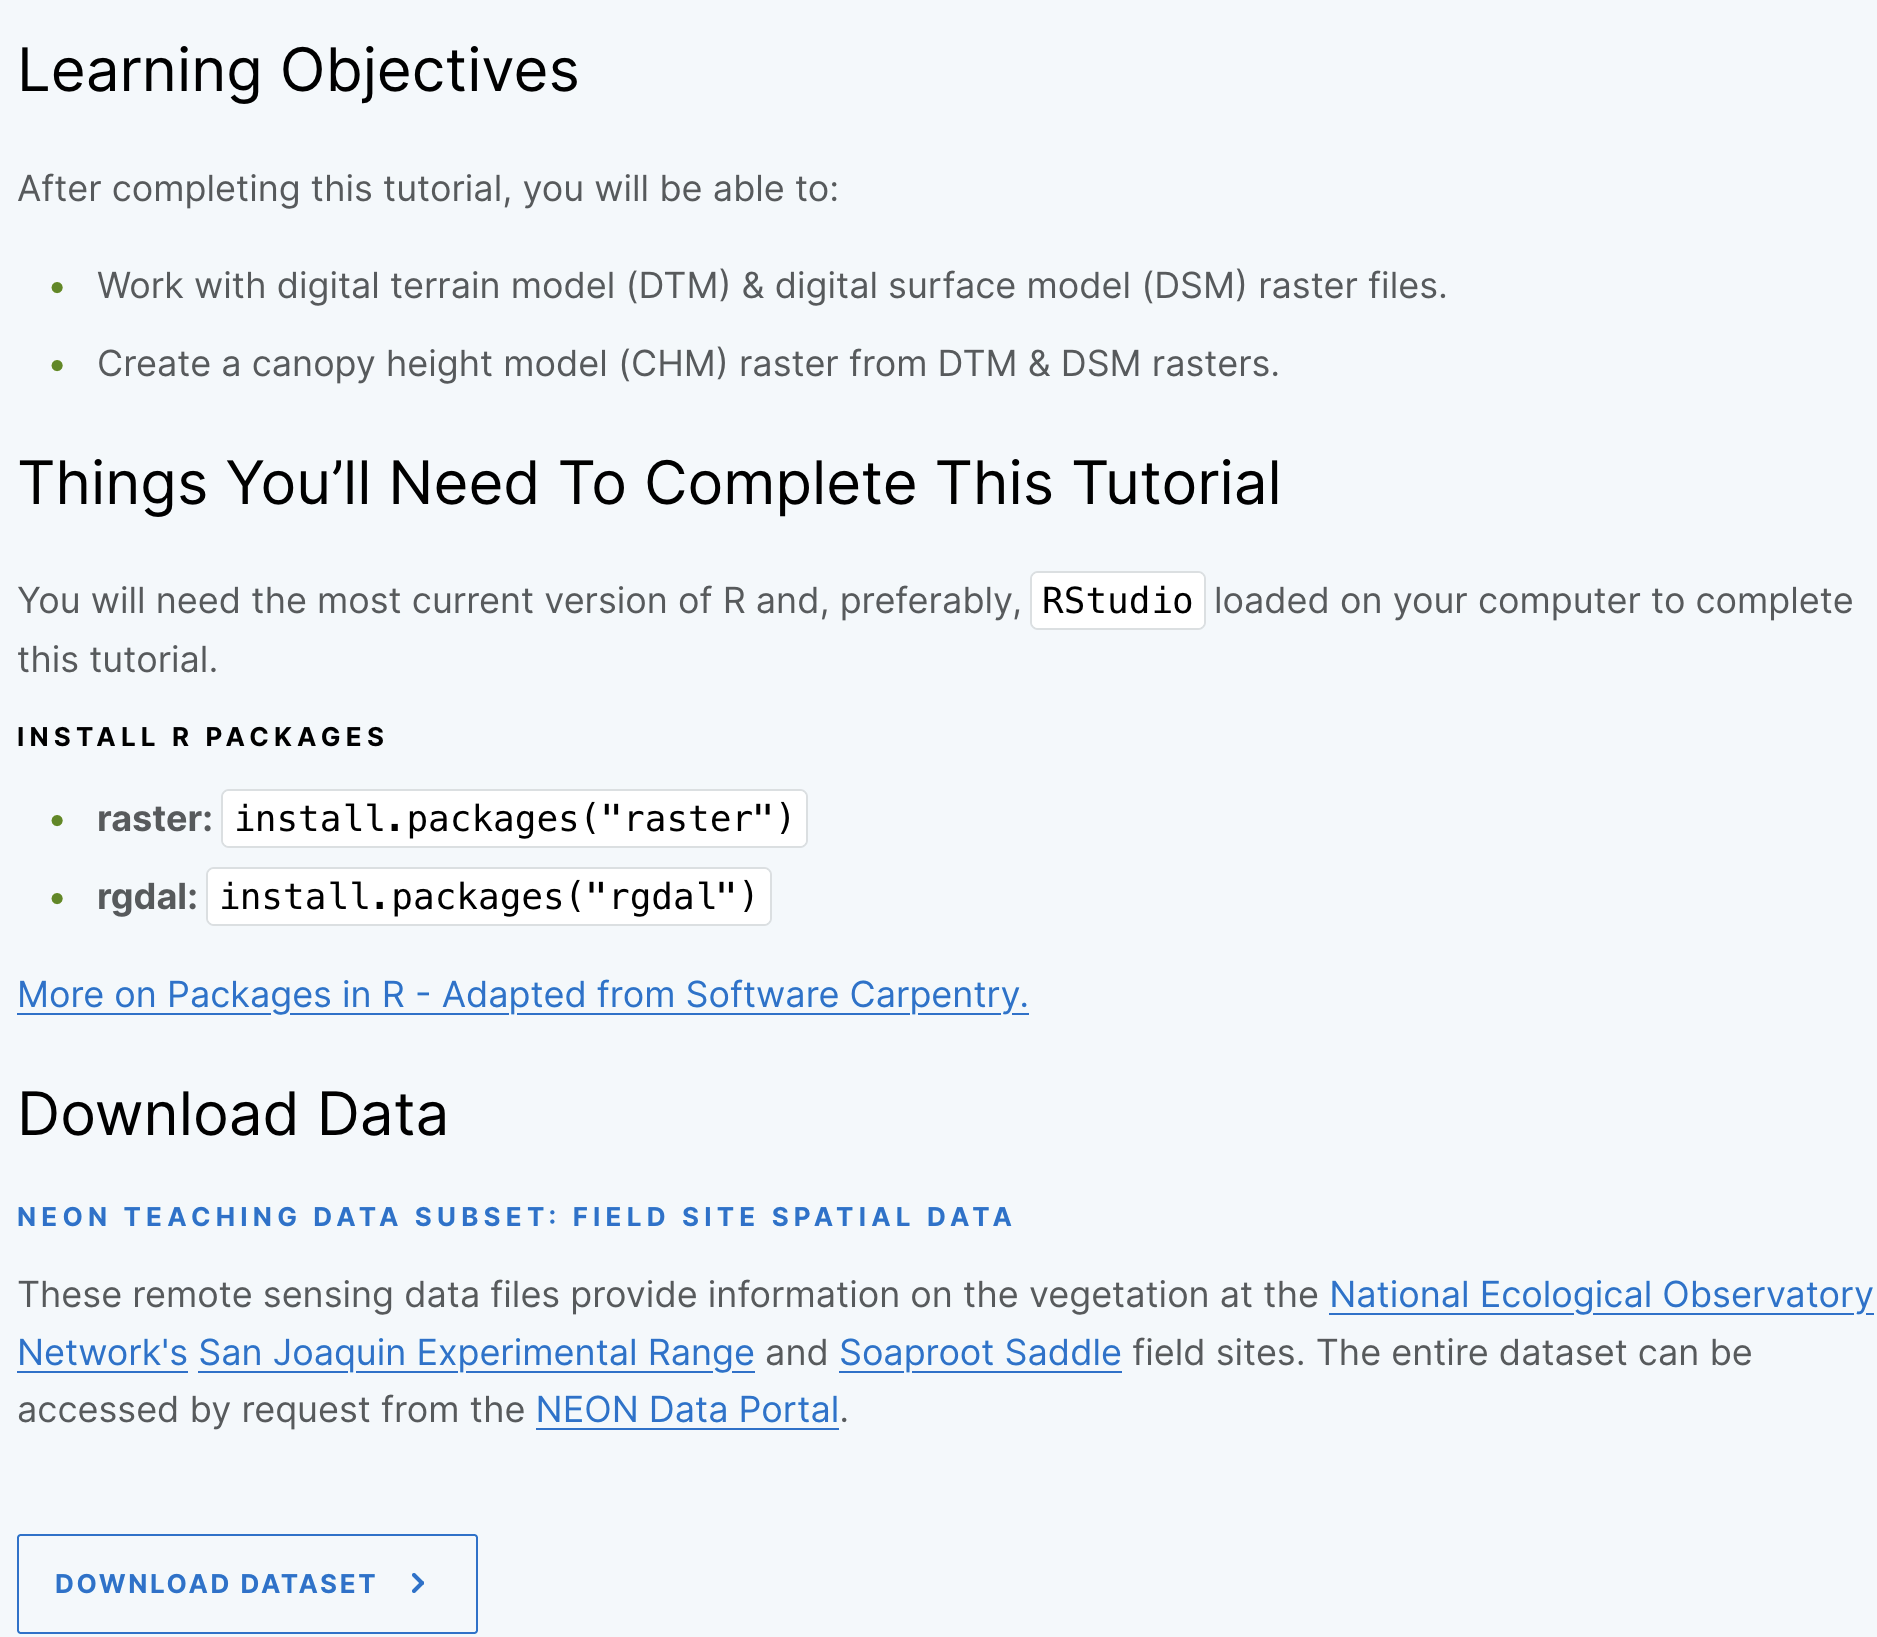 Learning Objectives
After completing this tutorial, you will be able to:
• Work with digital terrain model (DTM) & digital surface model (DSM) raster files.
• Create a canopy height model (CHM) raster from DTM & DSM rasters.
Things You’ll Need To Complete This Tutorial
You will need the most current version of R and, preferably, RStudio loaded on your computer to complete
this tutorial.
INSTALL R PACKAGES
• raster: install.packages("raster")
• rgdal: install.packages("rgdal")
More on Packages in R - Adapted from Software Carpentry.
Download Data
NEON TEACHING DATA SUBSET: FIELD SITE SPATIAL DATA
These remote sensing data files provide information on the vegetation at the National Ecological Observatory
Network's San Joaquin Experimental Range and Soaproot Saddle field sites. The entire dataset can be
accessed by request from the NEON Data Portal.
DOWNLOAD DATASET